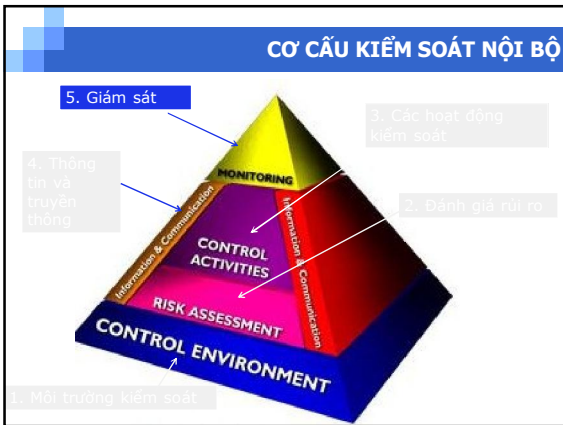 CƠ CẤU KIỂM SOÁT NỘI BỘ
5. Giám sát
3. Các hoạt động
kiểm soát
4. Thông
tin và
truyền
thông
2. Đánh giá rủi ro
MONITORING
Information & Communication
Information & Communication
CONTROL
ACTIVITIES
RISK ASSESSMENT
CONTROL ENVIRONMENT
1. Môi trường kiểm soát